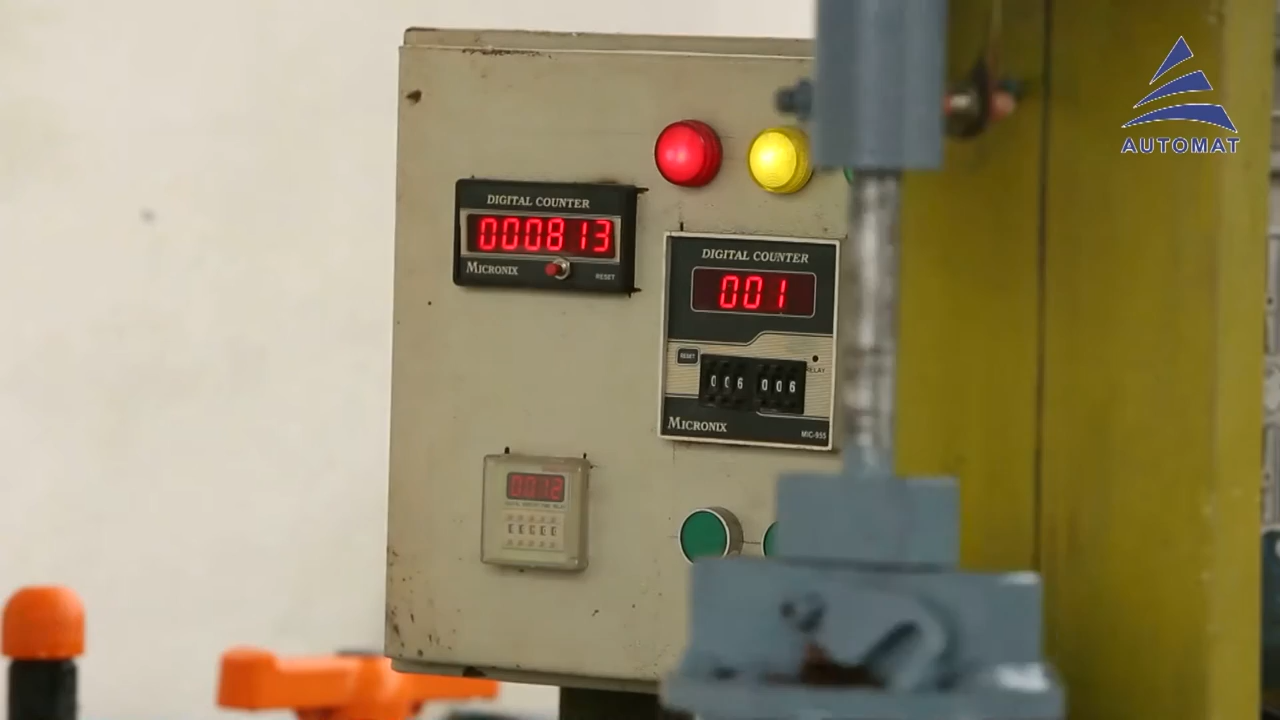 AUTOMAT
DIGITAL COUNTER
000813
MICRONIX
RESET
DIGITAL COUNTER
001
RESET
RELAY
006 006
MICRONIX
MIC-955
0012